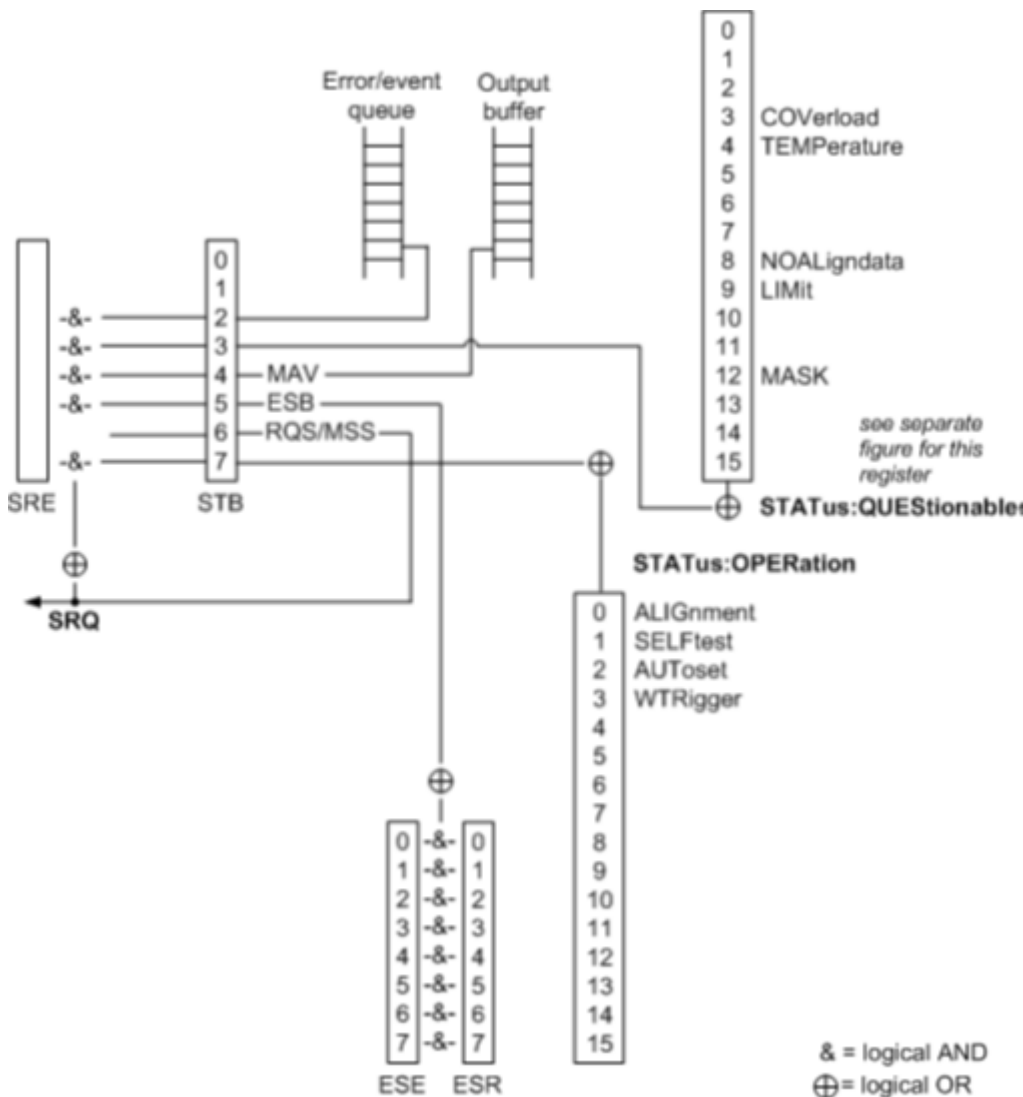 Error/event
queue
Output
buffer
0
1
2
3 COVerload
4 TEMPerature
5
6
7
8 NOALigndata
9 LIMit
10
11
12 MASK
13
14
15
see separate
figure for this
register
STATus:QUEStionables
0
1
-&- 2
-&- 3
-&- 4 MAV
-&- 5 ESB
6 RQS/MSS
-&- 7
SRE
STB
SRQ
STATus:OPERation
0 ALIGnment
1 SELFtest
2 AUToset
3 WTRigger
4
5
6
7
8
9
10
11
12
13
14
15
0 -&- 0
1 -&- 1
2 -&- 2
3 -&- 3
4 -&- 4
5 -&- 5
6 -&- 6
7 -&- 7
ESE ESR
& = logical AND
⊕ = logical OR